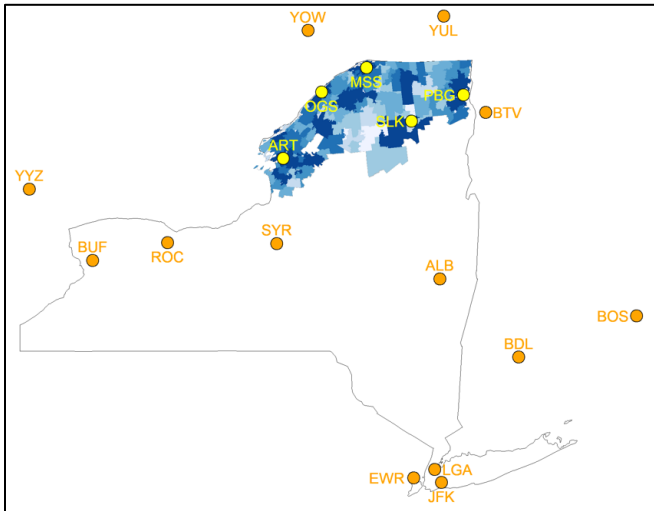 YOW
YUL
MSS
OGS
PBG
BTV
SLK
ART
YYZ
SYR
BUF
ROC
ALB
BOS
BDL
EWR
LGA
JFK